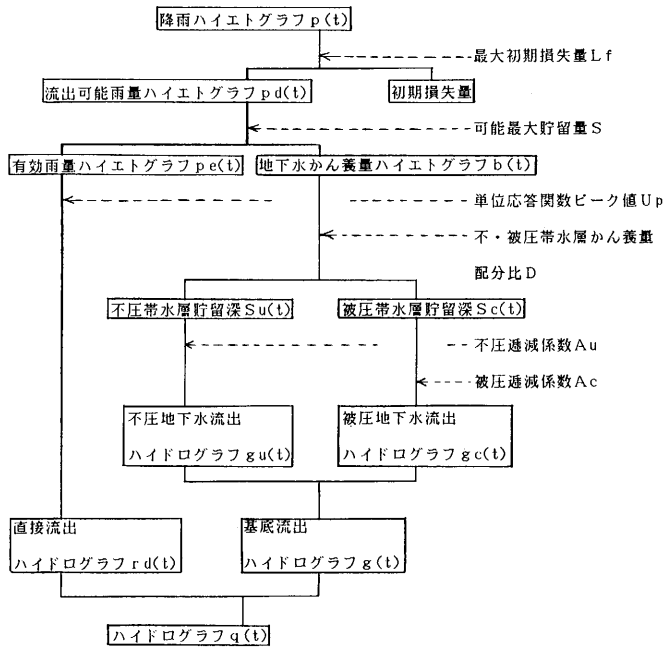 降雨ハイエトグラフp(t)
最大初期損失量Lf
流出可能雨量ハイエトグラフpd(t)
初期損失量
可能最大貯留量S
有効雨量ハイエトグラフpe(t)
地下水かん養量ハイエトグラフb(t)
単位応答関数ピーク値Up
不・被圧帯水層かん養量
配分比D
不圧帯水層貯留深Su(t)
被圧帯水層貯留深Sc(t)
不圧逓減係数Au
被圧逓減係数Ac
不圧地下水流出
ハイドログラフgu(t)
被圧地下水流出
ハイドログラフgc(t)
直接流出
ハイドログラフrd(t)
基底流出
ハイドログラフg(t)
ハイドログラフq(t)